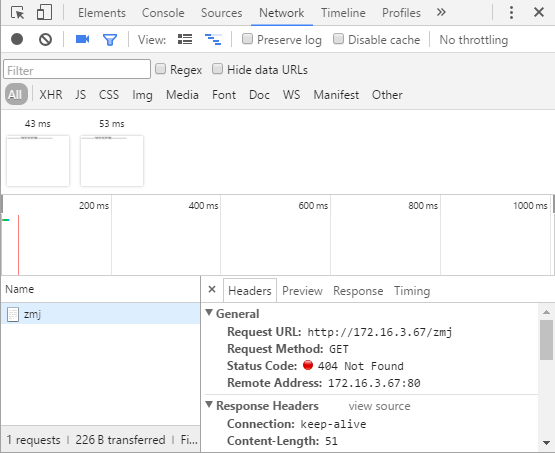 Elements Console Sources Network Timeline Profiles »
View: Preserve log Disable cache No throttling
Filter Regex Hide data URLs
All XHR JS CSS Img Media Font Doc WS Manifest Other
43 ms 53 ms
200 ms 400 ms 600 ms 800 ms 1000 ms
Name
zmj
1 requests | 226 B transferred | Fi...
× Headers Preview Response Timing
General
Request URL: http://172.16.3.67/zmj
Request Method: GET
Status Code: 404 Not Found
Remote Address: 172.16.3.67:80
Response Headers view source
Connection: keep-alive
Content-Length: 51